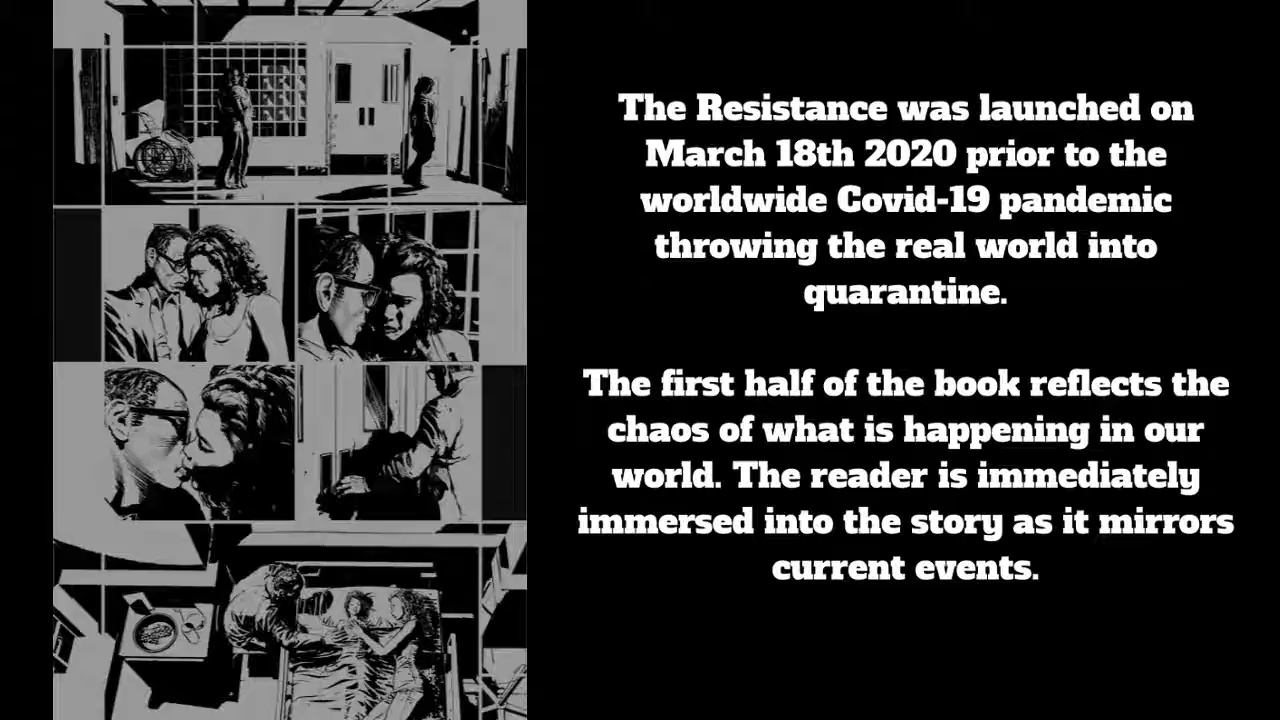 The Resistance was launched on
March 18th 2020 prior to the
worldwide Covid-19 pandemic
throwing the real world into
quarantine.
The first half of the book reflects the
chaos of what is happening in our
world. The reader is immediately
immersed into the story as it mirrors
current events.